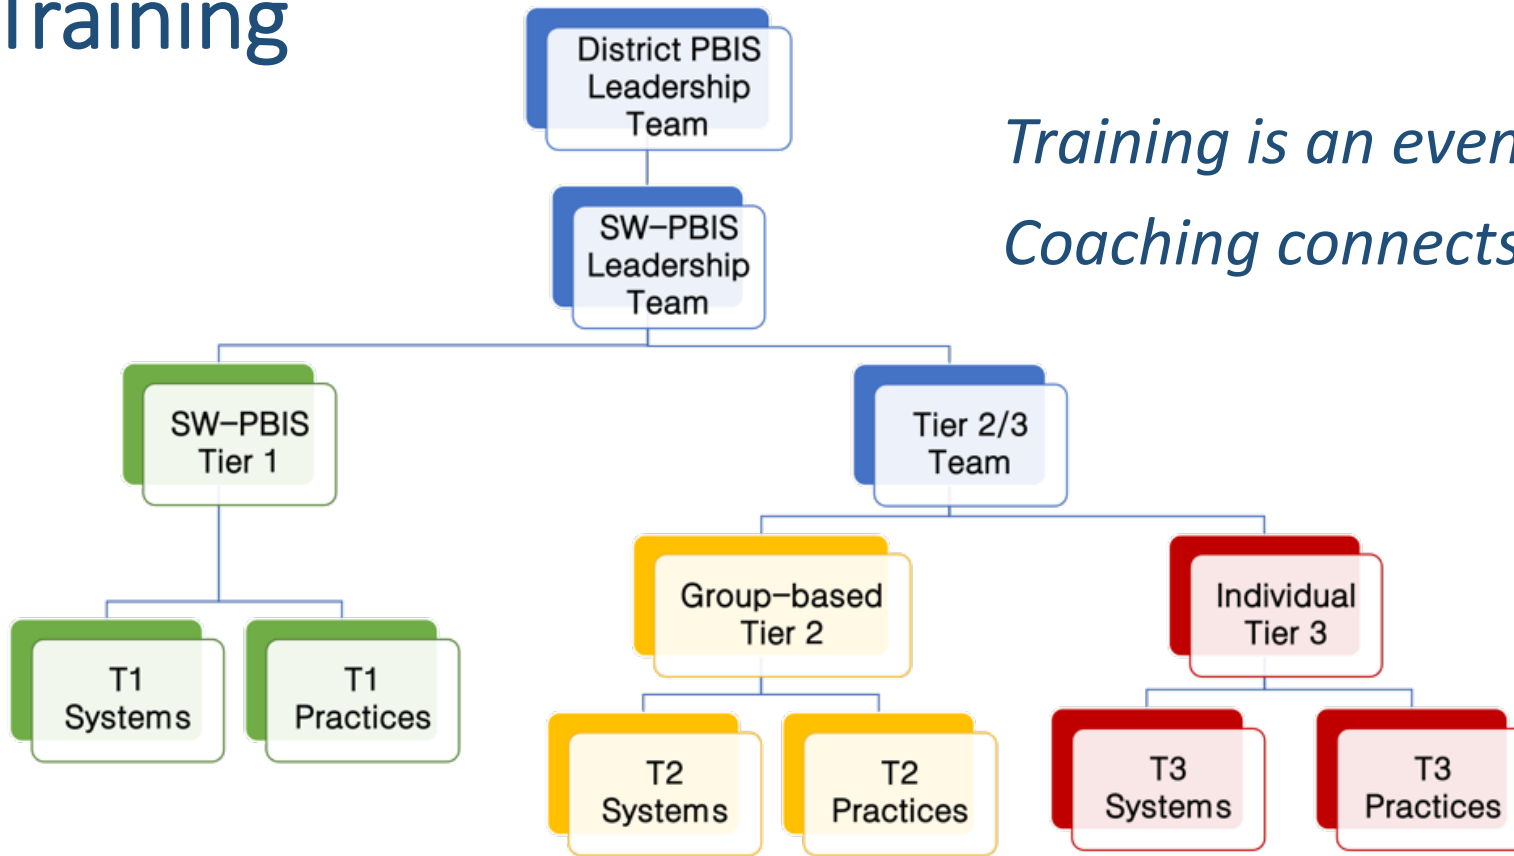 Training
District PBIS
Leadership
Team
Training is an even
Coaching connects
SW-PBIS
Leadership
Team
SW-PBIS
Tier 1
Tier 2/3
Team
Group-based
Tier 2
Individual
Tier 3
T1
Systems
T1
Practices
T2
Systems
T2
Practices
T3
Systems
T3
Practices